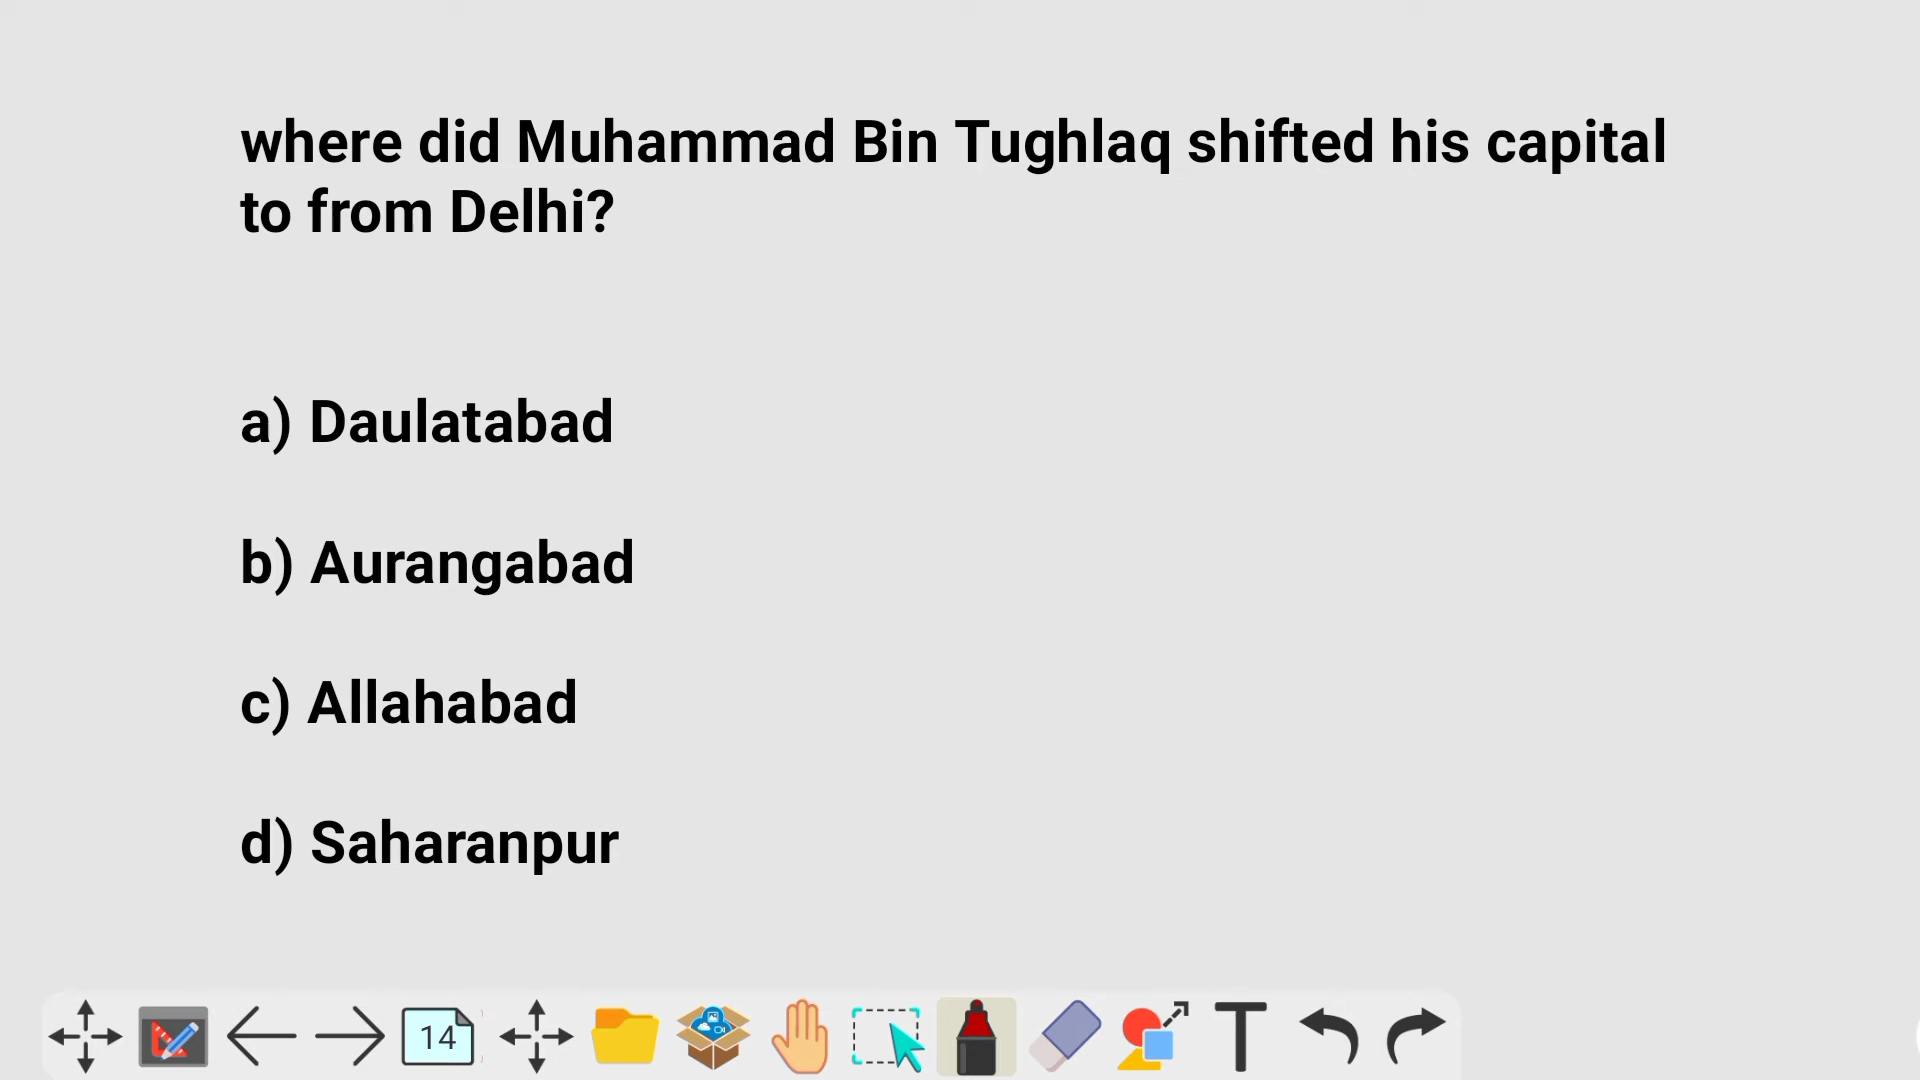 where did Muhammad Bin Tughlaq shifted his capital
to from Delhi?
a) Daulatabad
b) Aurangabad
c) Allahabad
d) Saharanpur
14
T